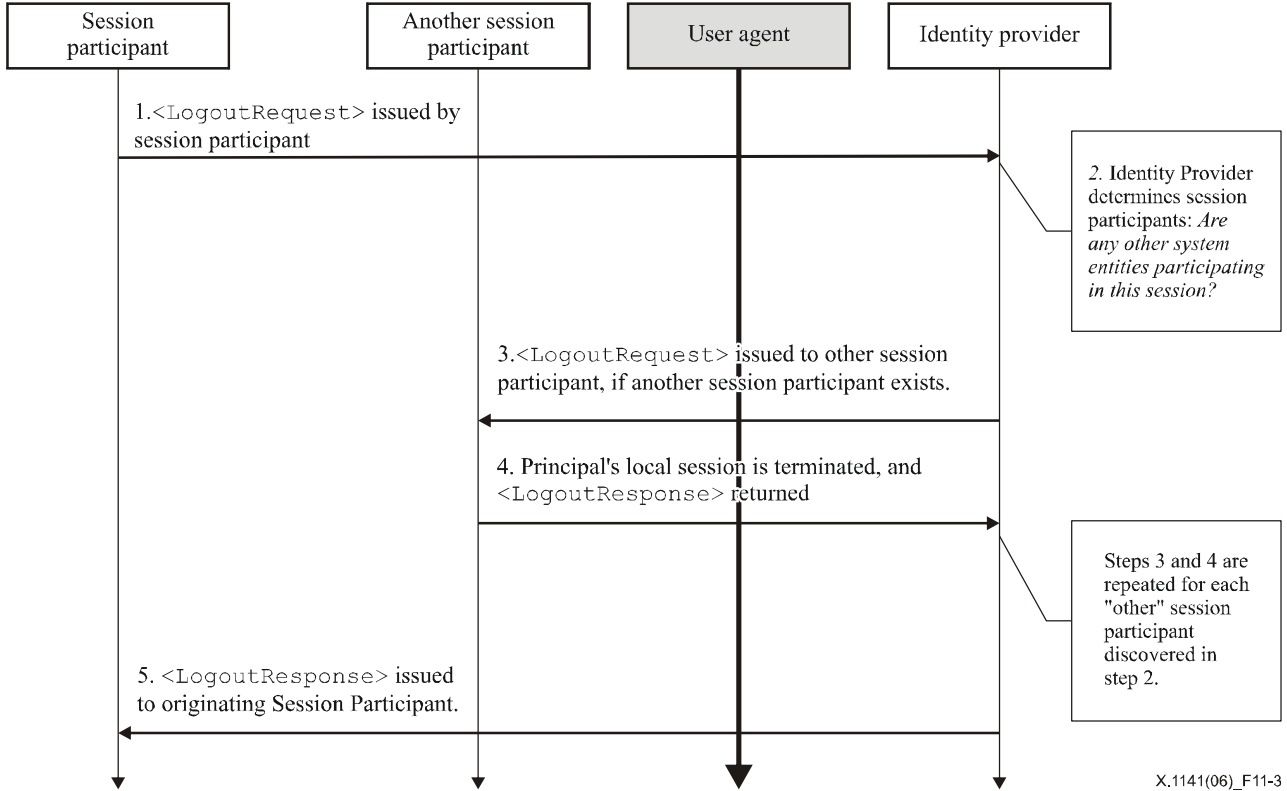 Session
participant
Another session
participant
User agent
Identity provider
1.<LogoutRequest> issued by
session participant
2. Identity Provider
determines session
participants: Are
any other system
entities participating
in this session?
3.<LogoutRequest> issued to other session
participant, if another session participant exists.
4. Principal's local session is terminated, and
<LogoutResponse> returned
Steps 3 and 4 are
repeated for each
"other" session
participant
discovered in
step 2.
5. <LogoutResponse> issued
to originating Session Participant.
X.1141(06)_F11-3